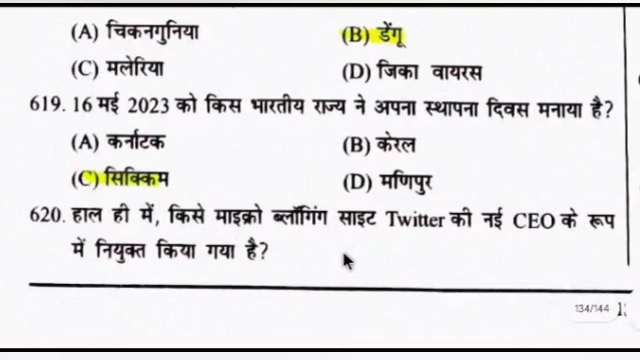 (A) चिकनगुनिया (B) डेंगू
(C) मलेरिया (D) जिका वायरस
619. 16 मई 2023 को किस भारतीय राज्य ने अपना स्थापना दिवस मनाया है?
(A) कर्नाटक (B) केरल
(C) सिक्किम (D) मणिपुर
620. हाल ही में, किसे माइक्रो ब्लॉगिंग साइट Twitter की नई CEO के रूप
में नियुक्त किया गया है?
134/144